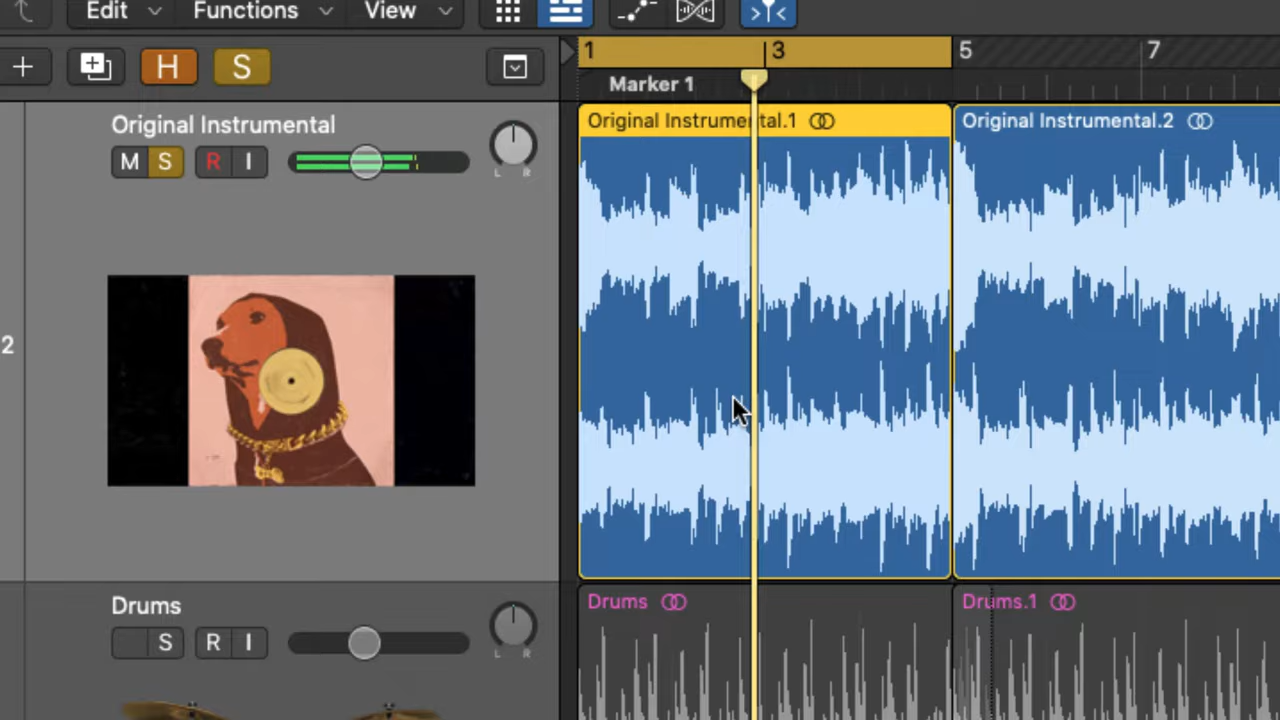 Edit Functions View
H S 1 3 5 7
Marker 1
Original Instrumental Original Instrumental.1 Original Instrumental.2
M S R I L R
2
Drums Drums Drums.1
S R I L R